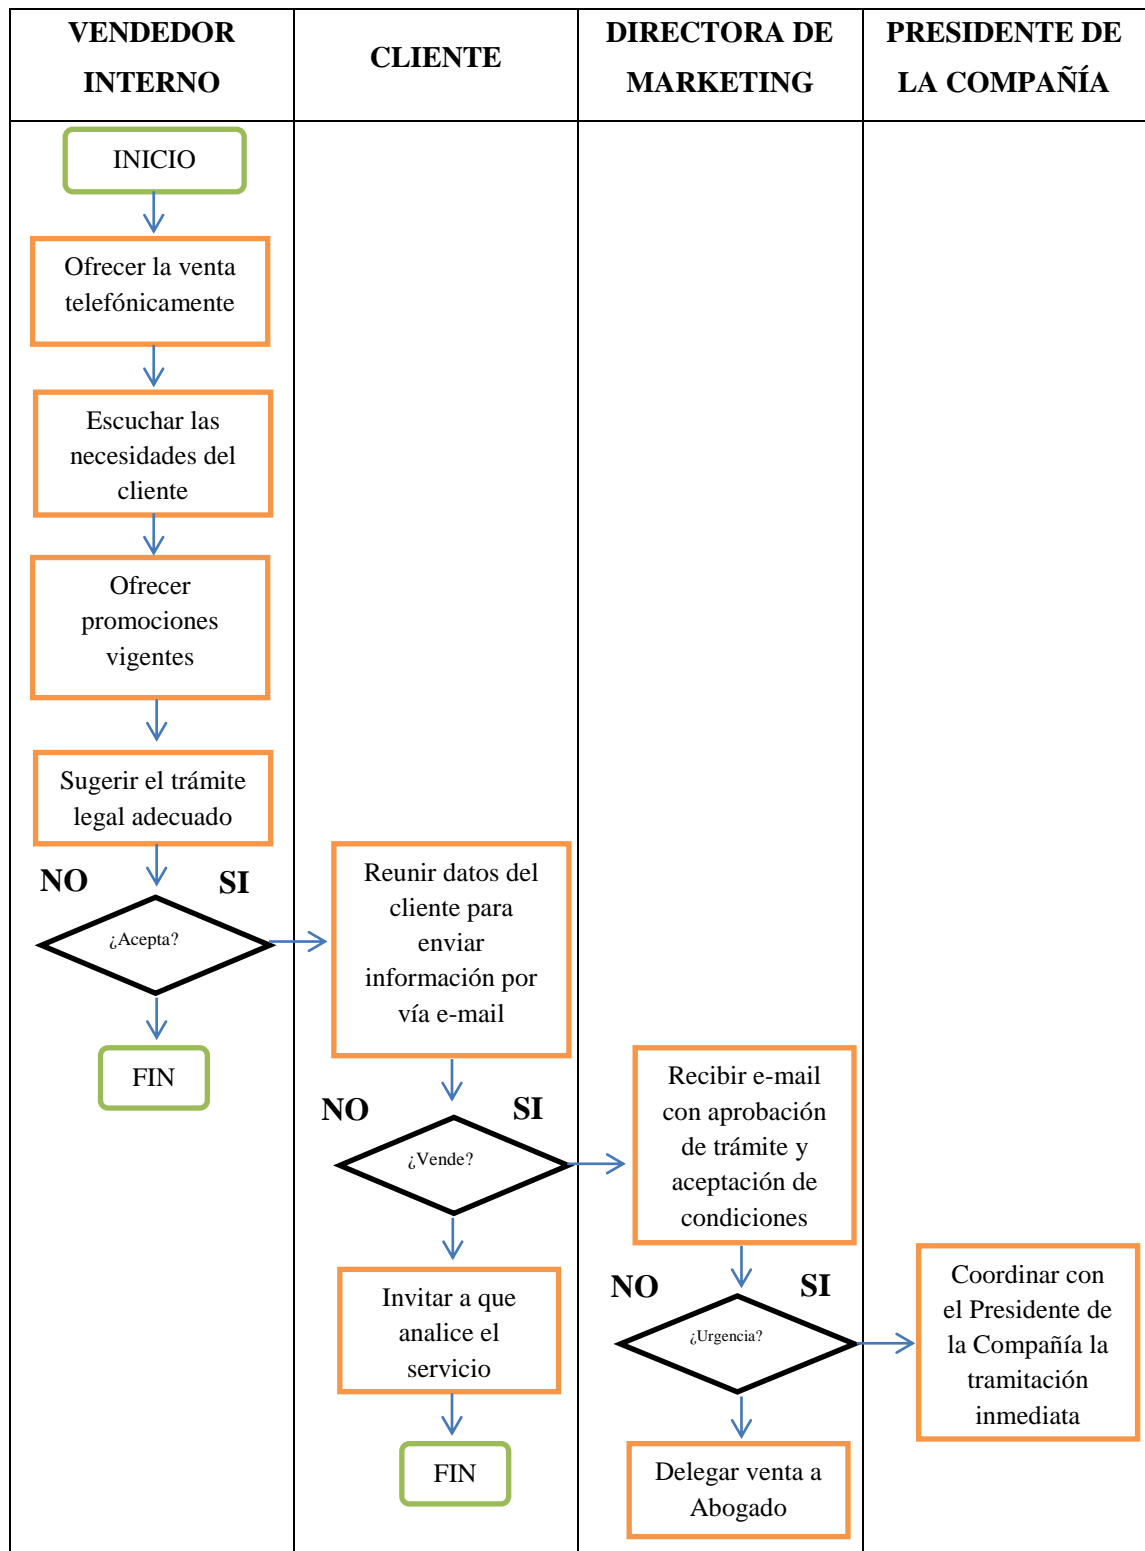 VENDEDOR
INTERNO
CLIENTE
DIRECTORA DE
MARKETING
PRESIDENTE DE
LA COMPAÑÍA
INICIO
Ofrecer la venta
telefónicamente
Escuchar las
necesidades del
cliente
Ofrecer
promociones
vigentes
Sugerir el trámite
legal adecuado
NO
SI
¿Acepta?
FIN
Reunir datos del
cliente para
enviar
información por
vía e-mail
NO
SI
¿Vende?
Invitar a que
analice el
servicio
FIN
Recibir e-mail
con aprobación
de trámite y
aceptación de
condiciones
NO
SI
¿Urgencia?
Delegar venta a
Abogado
Coordinar con
el Presidente de
la Compañía la
tramitación
inmediata